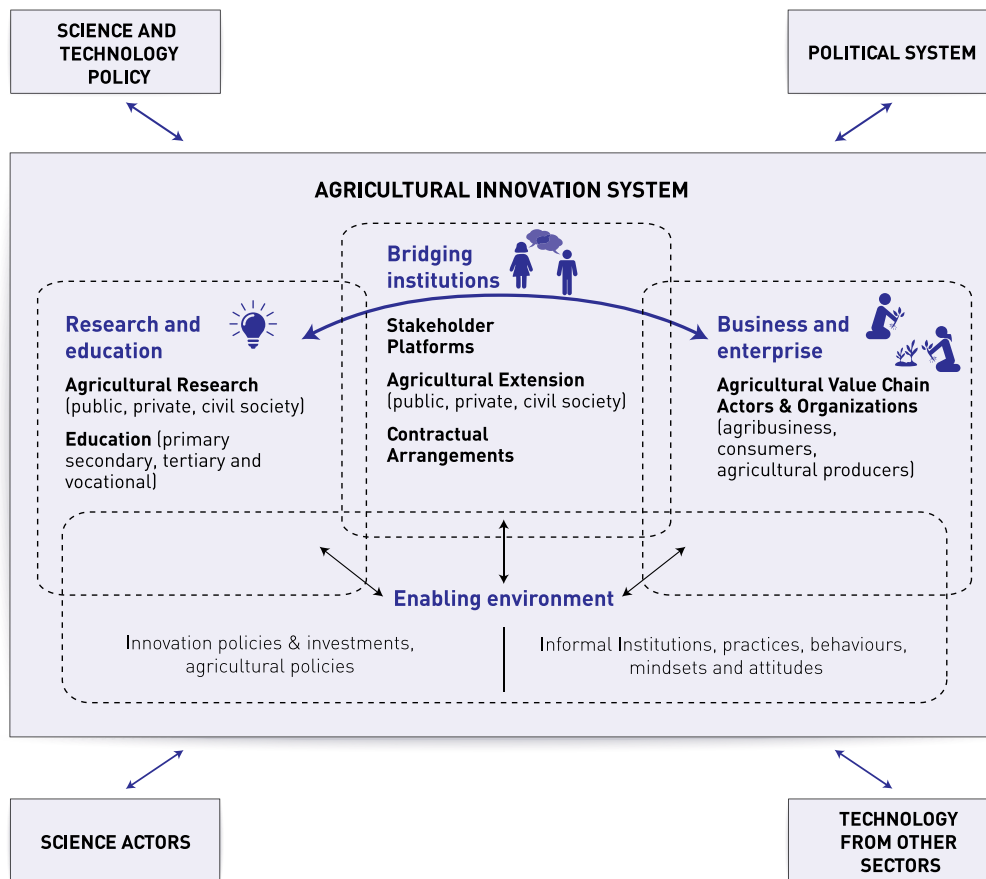 SCIENCE AND
TECHNOLOGY
POLICY
POLITICAL SYSTEM
AGRICULTURAL INNOVATION SYSTEM
Bridging
institutions
Stakeholder
Platforms
Agricultural Extension
(public, private, civil society)
Contractual
Arrangements
Research and
education
Agricultural Research
(public, private, civil society)
Education (primary
secondary, tertiary and
vocational)
Business and
enterprise
Agricultural Value Chain
Actors & Organizations
(agribusiness,
consumers,
agricultural producers)
Enabling environment
Innovation policies & investments,
agricultural policies
Informal Institutions, practices, behaviours,
mindsets and attitudes
SCIENCE ACTORS
TECHNOLOGY
FROM OTHER
SECTORS